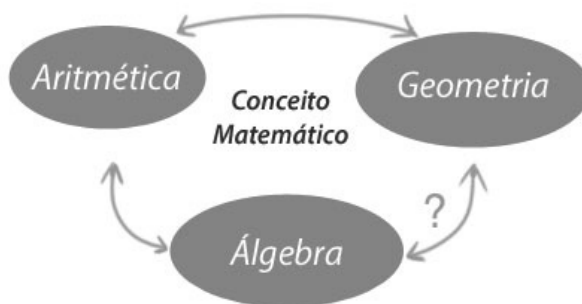 Aritmética
Geometria
Conceito
Matemático
?
Álgebra